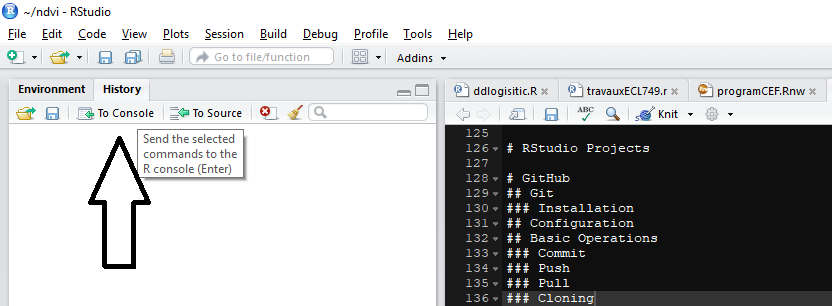 ~/ndvi - RStudio
File Edit Code View Plots Session Build Debug Profile Tools Help
Go to file/function Addins
Environment History
To Console To Source
Send the selected
commands to the
R console (Enter)
ddlogisitic.R travauxECL749.r programCEF.Rnw
ABC Knit
125
126 # RStudio Projects
127
128 # GitHub
129 ## Git
130 ### Installation
131 ## Configuration
132 ## Basic Operations
133 ### Commit
134 ### Push
135 ### Pull
136 ### Cloning